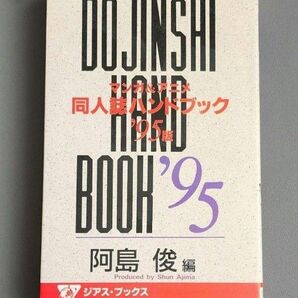 DOJINSHI
マンガ&アニメ
同人誌ハンドブック
'95版
HAND
BOOK '95
阿島 俊 編
Produced by Shun Ajima
ジアス・ブックス